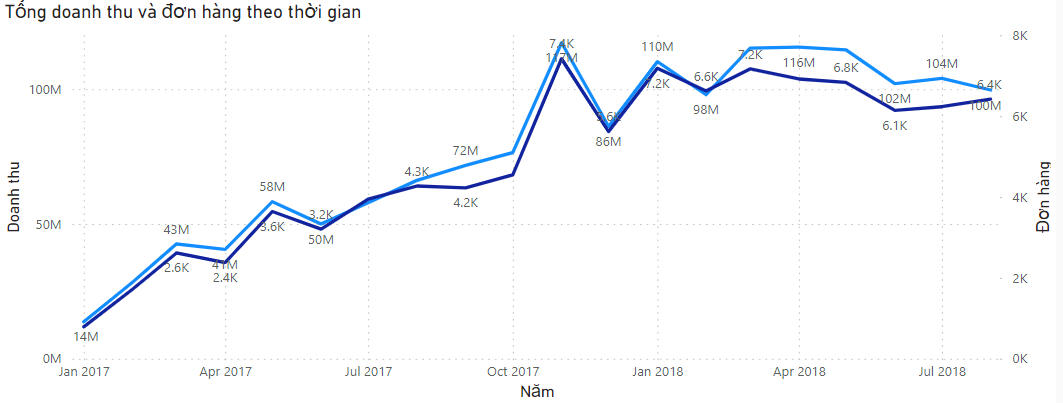 Tổng doanh thu và đơn hàng theo thời gian
7.4K
8K
110M
7.2K
117M
6.6K
116M
6.8K
104M
100M
7.2K
6.4K
102M
100M
98M
5.6K
6K
6.1K
86M
72M
4.3K
58M
4.2K
4K
3.2K
3.6K
50M
43M
50M
2.6K
41M
2.4K
2K
14M
0M
0K
Jan 2017
Apr 2017
Jul 2017
Oct 2017
Jan 2018
Apr 2018
Jul 2018
Năm
Doanh thu
Đơn hàng